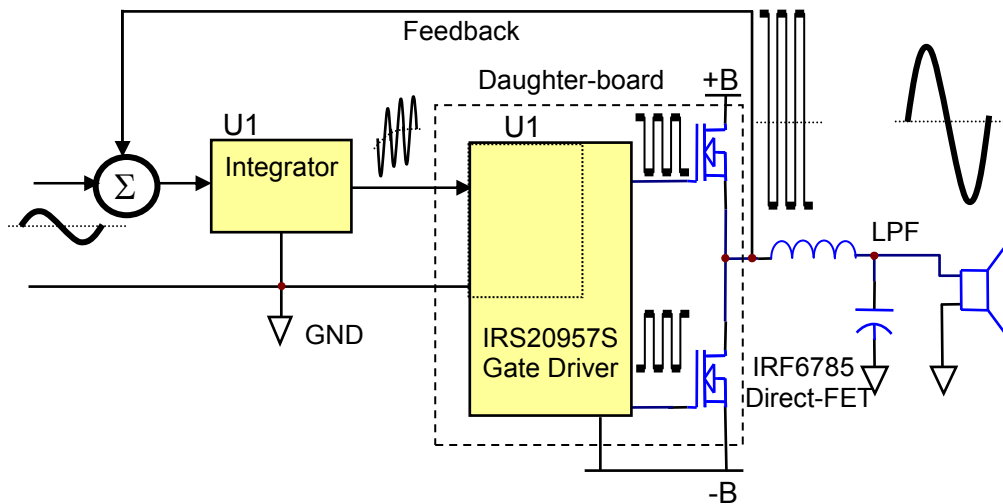 Feedback
Daughter-board
+B
U1
U1
Integrator
Σ
LPF
GND
IRS20957S
Gate Driver
IRF6785
Direct-FET
-B